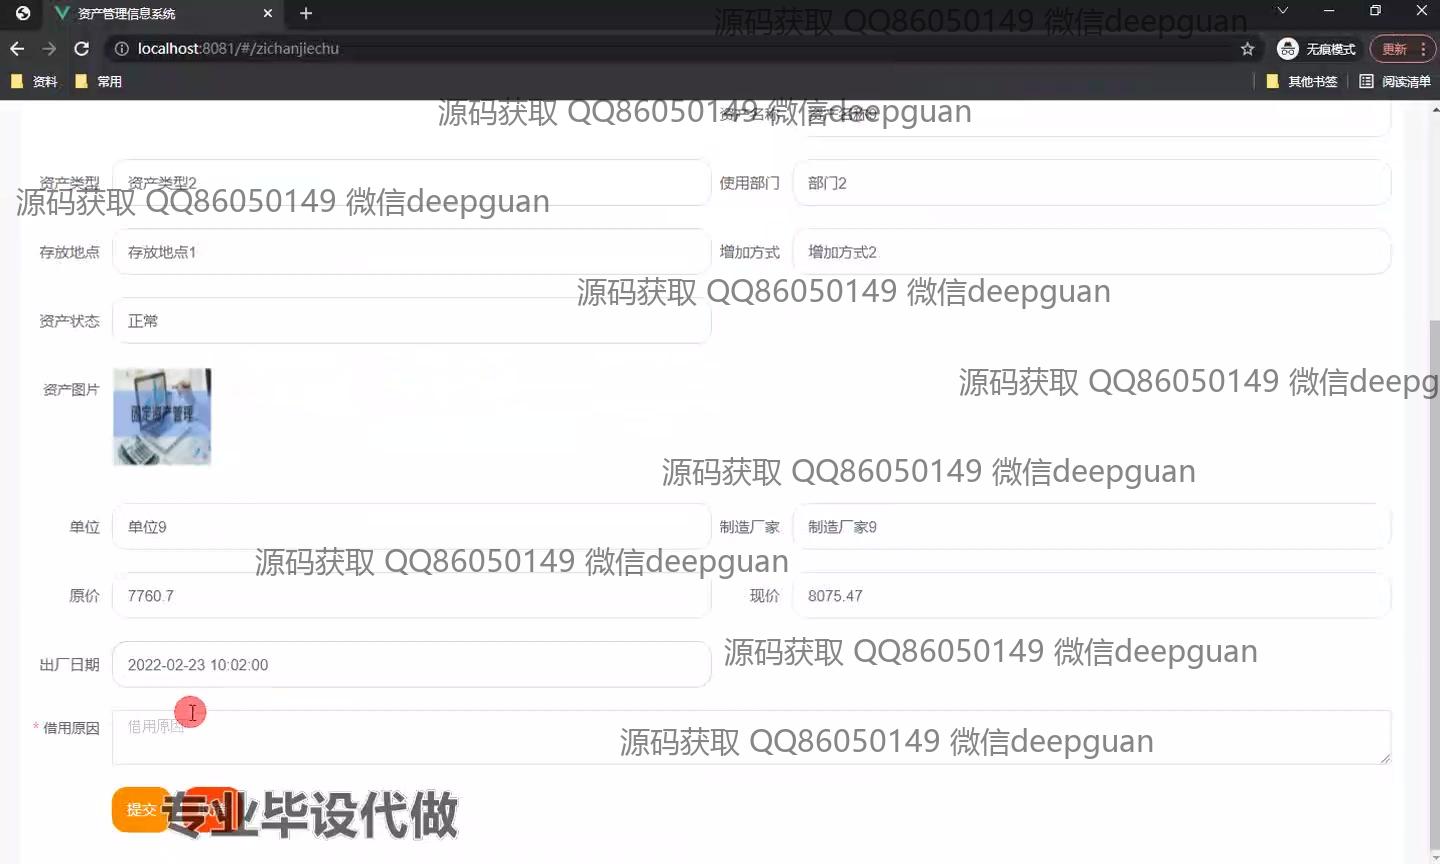 资产管理信息系统
源码获取 QQ86050149 微信deepguan
localhost:8081/#/zichanjiechu
无痕模式
更新
资料
常用
其他书签
阅读清单
源码获取 QQ86050149 微信deepguan
资产名称
资产名称9
资产类型
资产类型2
使用部门
部门2
源码获取 QQ86050149 微信deepguan
存放地点
存放地点1
增加方式
增加方式2
源码获取 QQ86050149 微信deepguan
资产状态
正常
资产图片
固定资产管理
源码获取 QQ86050149 微信deepg
源码获取 QQ86050149 微信deepguan
单位
单位9
制造厂家
制造厂家9
源码获取 QQ86050149 微信deepguan
原价
7760.7
现价
8075.47
源码获取 QQ86050149 微信deepguan
出厂日期
2022-02-23 10:02:00
* 借用原因
借用原因
源码获取 QQ86050149 微信deepguan
提交
专业毕设代做